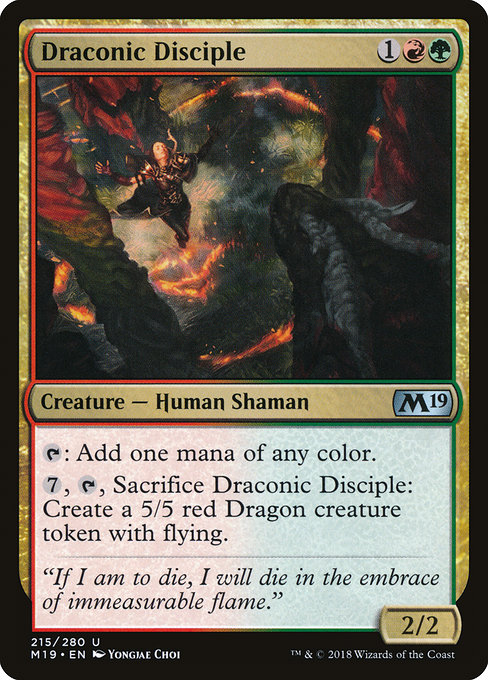 Draconic Disciple 1
Creature — Human Shaman M19
: Add one mana of any color.
7, , Sacrifice Draconic Disciple:
Create a 5/5 red Dragon creature
token with flying.
“If I am to die, I will die in the embrace
of immeasurable flame.”
2/2
215/280 U
M19 • EN Yongjae Choi
™ & © 2018 Wizards of the Coast